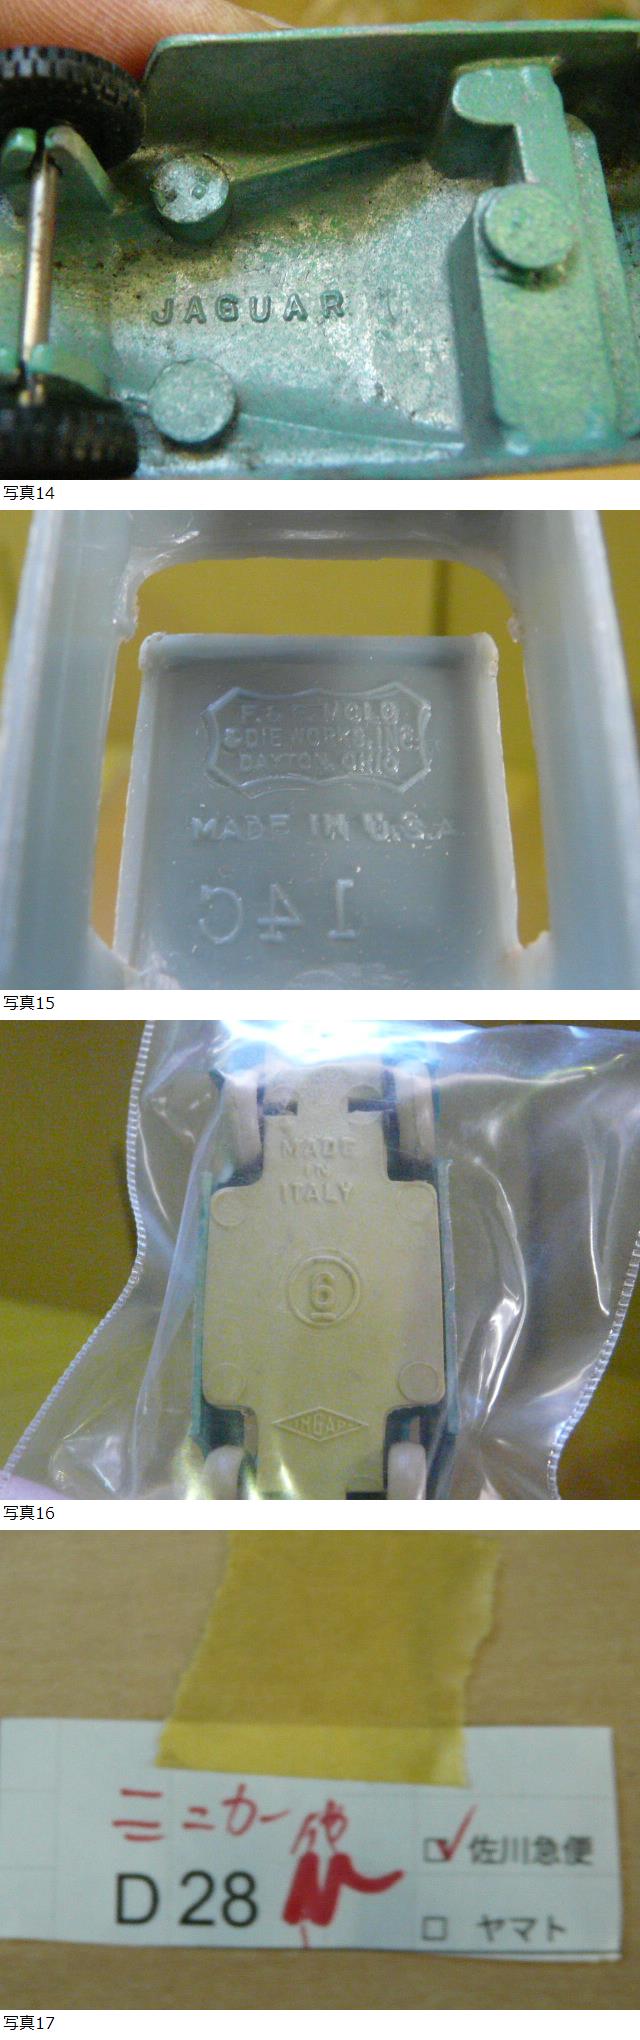 JAGUAR
写真14
F. & F. MOLD
& DIE WORKS, INC.
DAYTON, OHIO
MADE IN U.S.A
14C
写真15
MADE
IN
ITALY
6
INGAP
写真16
ミニカー他
D 28
佐川急便
ヤマト
写真17